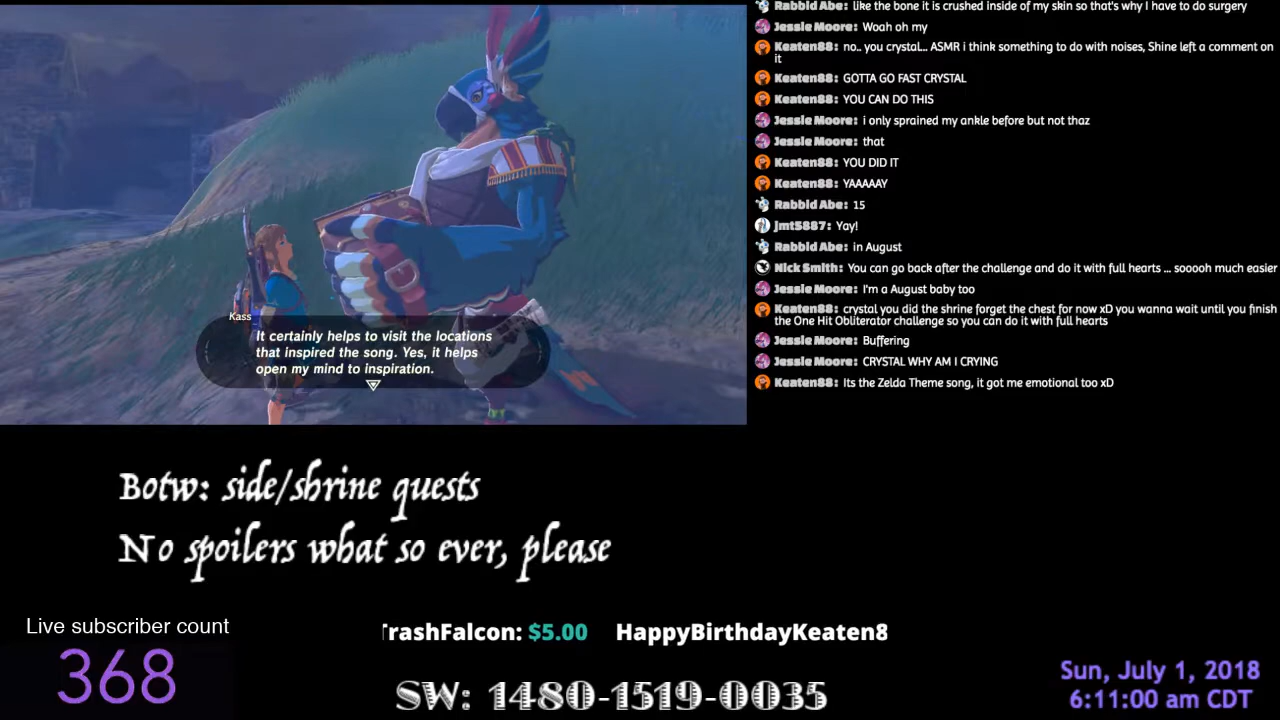 Rabbid Abe: like the bone it is crushed inside of my skin so that's why I have to do surgery
Jessie Moore: Woah oh my
Keaten88: no.. you crystal... ASMR i think something to do with noises, Shine left a comment on
it
Keaten88: GOTTA GO FAST CRYSTAL
Keaten88: YOU CAN DO THIS
Jessie Moore: i only sprained my ankle before but not thaz
Jessie Moore: that
Keaten88: YOU DID IT
Keaten88: YAAAAAY
Rabbid Abe: 15
jmt5887: Yay!
Rabbid Abe: in August
Nick Smith: You can go back after the challenge and do it with full hearts ... sooooh much easier
Jessie Moore: I'm a August baby too
Keaten88: crystal you did the shrine forget the chest for now xD you wanna wait until you finish
the One Hit Obliterator challenge so you can do it with full hearts
Jessie Moore: Buffering
Jessie Moore: CRYSTAL WHY AM I CRYING
Keaten88: Its the Zelda Theme song, it got me emotional too xD
Kass
It certainly helps to visit the locations
that inspired the song. Yes, it helps
open my mind to inspiration.
Botw: side/shrine quests
No spoilers what so ever, please
Live subscriber count
368
TrashFalcon: $5.00 HappyBirthdayKeaten8
SW: 1480-1519-0035
Sun, July 1, 2018
6:11:00 am CDT